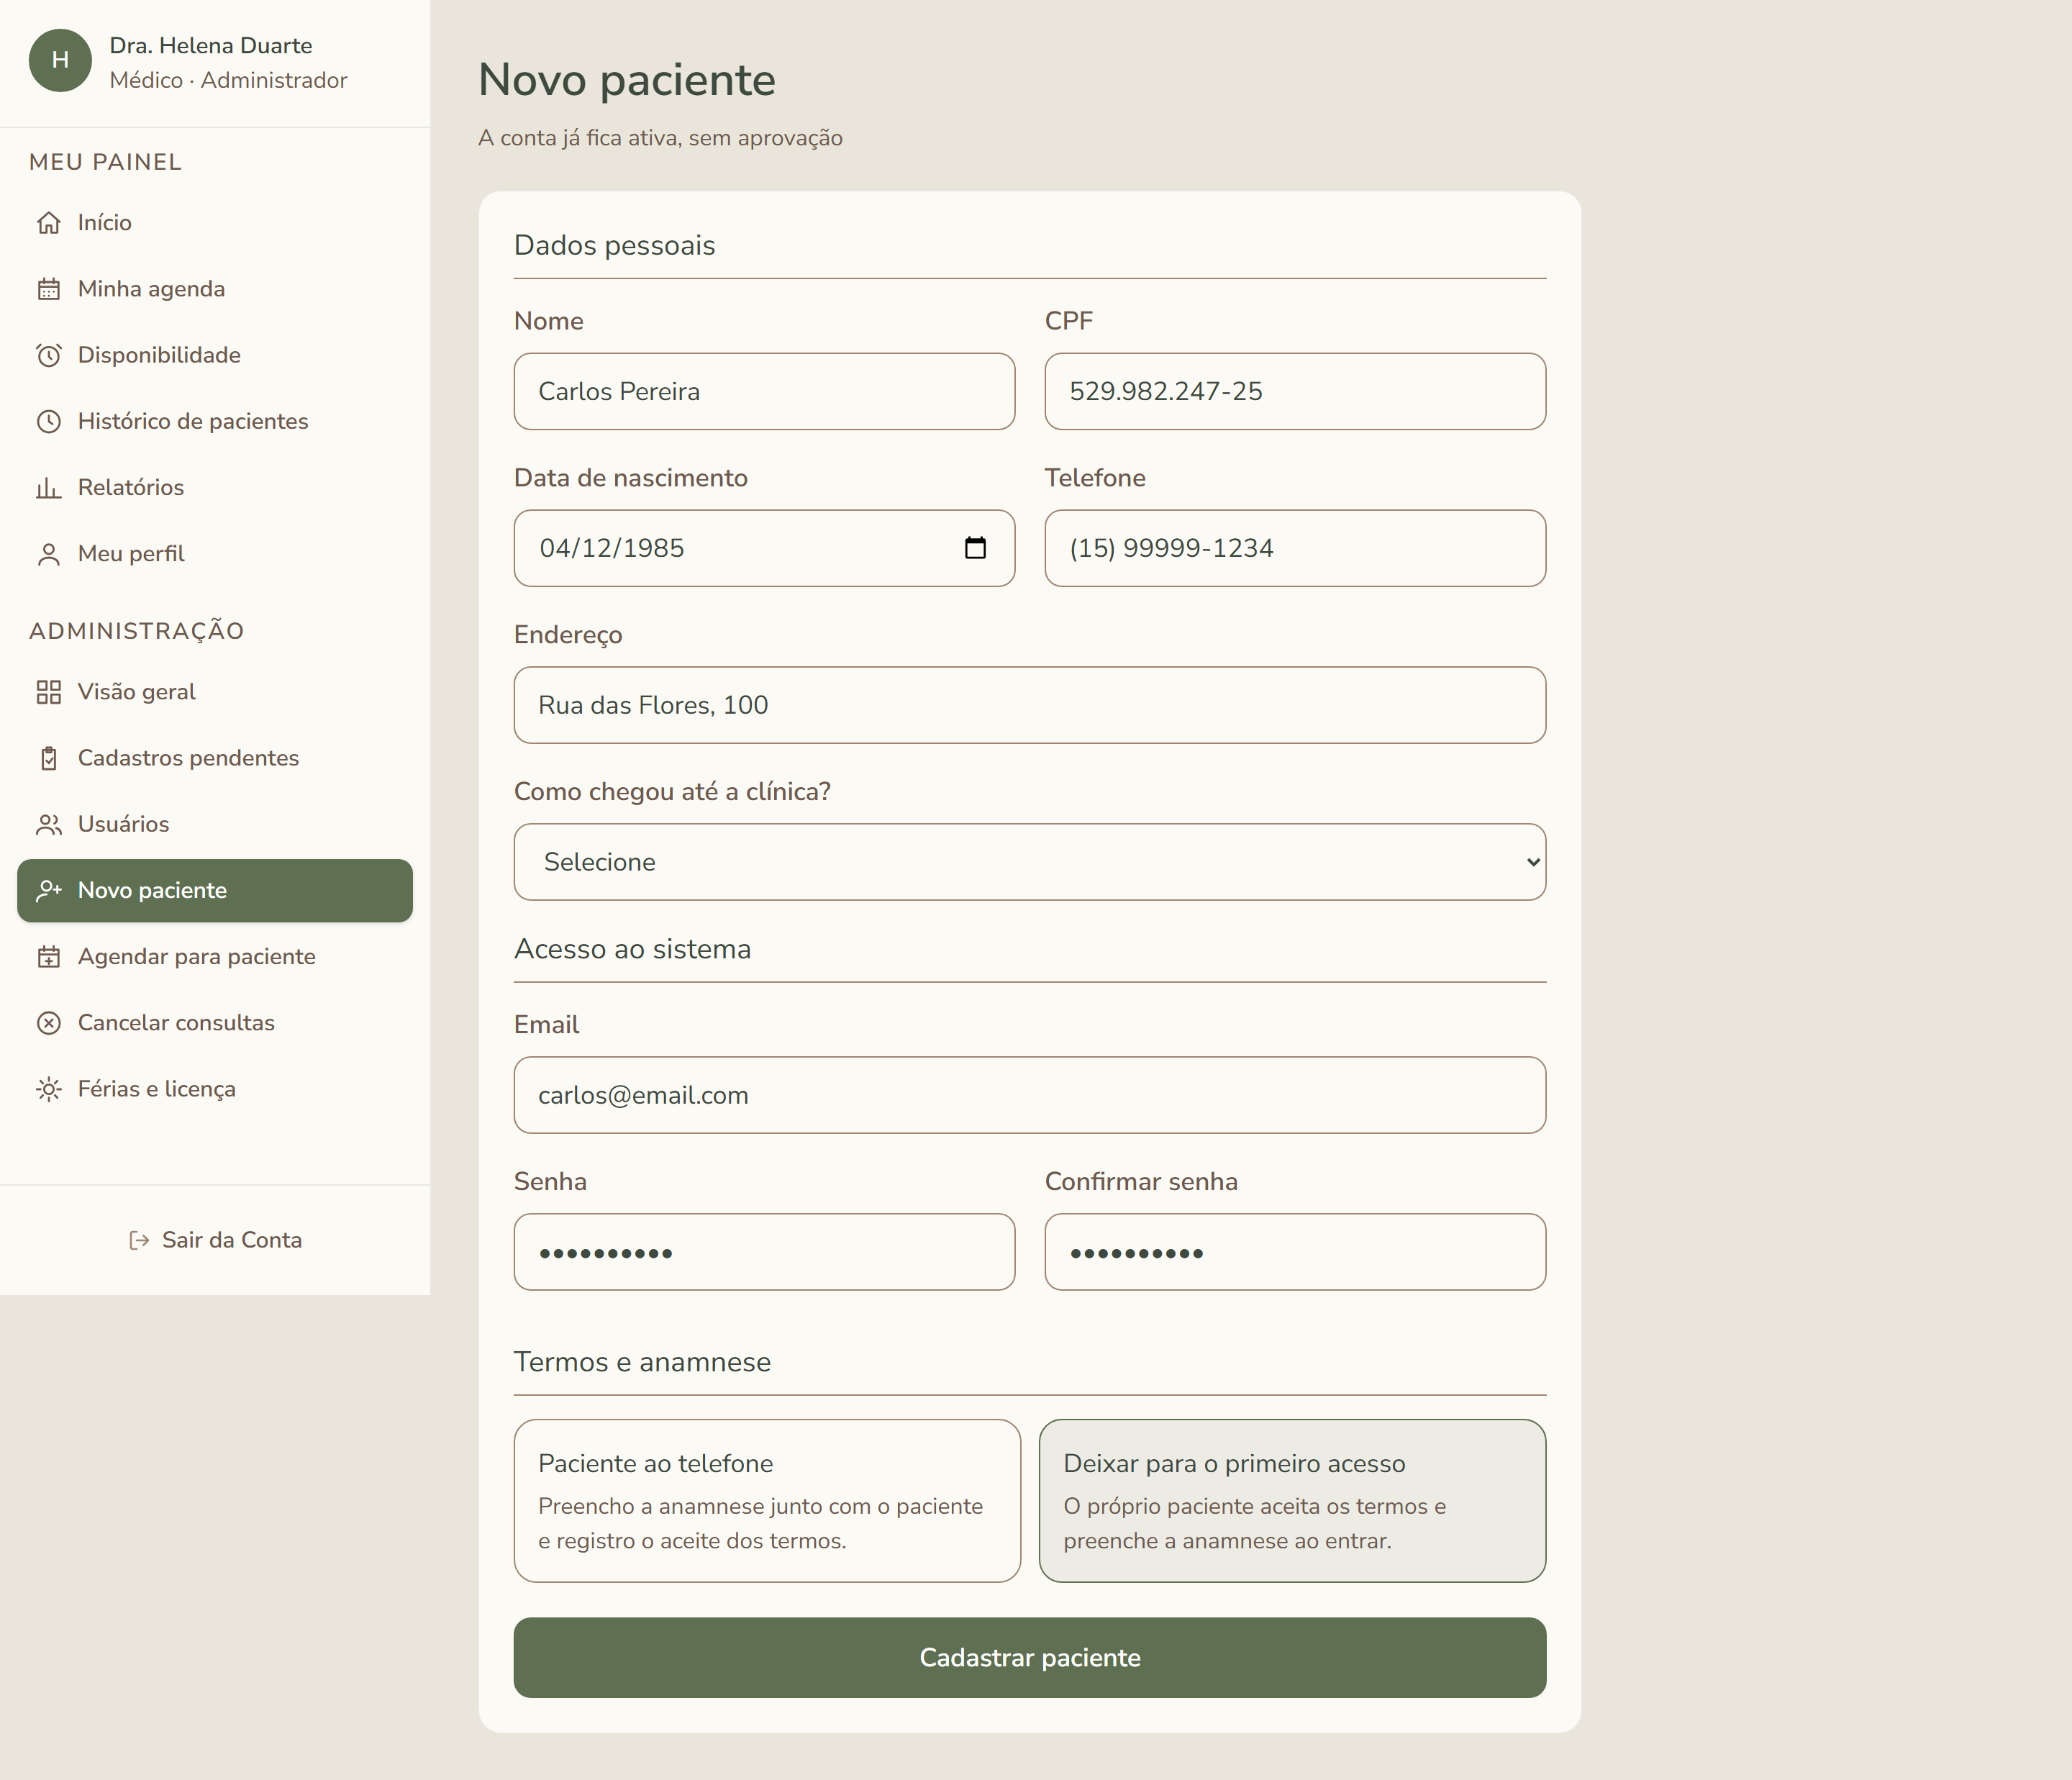 H
Dra. Helena Duarte
Médico · Administrador
MEU PAINEL
Início
Minha agenda
Disponibilidade
Histórico de pacientes
Relatórios
Meu perfil
ADMINISTRAÇÃO
Visão geral
Cadastros pendentes
Usuários
Novo paciente
Agendar para paciente
Cancelar consultas
Férias e licença
Sair da Conta
Novo paciente
A conta já fica ativa, sem aprovação
Dados pessoais
Nome
Carlos Pereira
CPF
529.982.247-25
Data de nascimento
04/12/1985
Telefone
(15) 99999-1234
Endereço
Rua das Flores, 100
Como chegou até a clínica?
Selecione
Acesso ao sistema
Email
carlos@email.com
Senha
••••••••••
Confirmar senha
••••••••••
Termos e anamnese
Paciente ao telefone
Preencho a anamnese junto com o paciente
e registro o aceite dos termos.
Deixar para o primeiro acesso
O próprio paciente aceita os termos e
preenche a anamnese ao entrar.
Cadastrar paciente